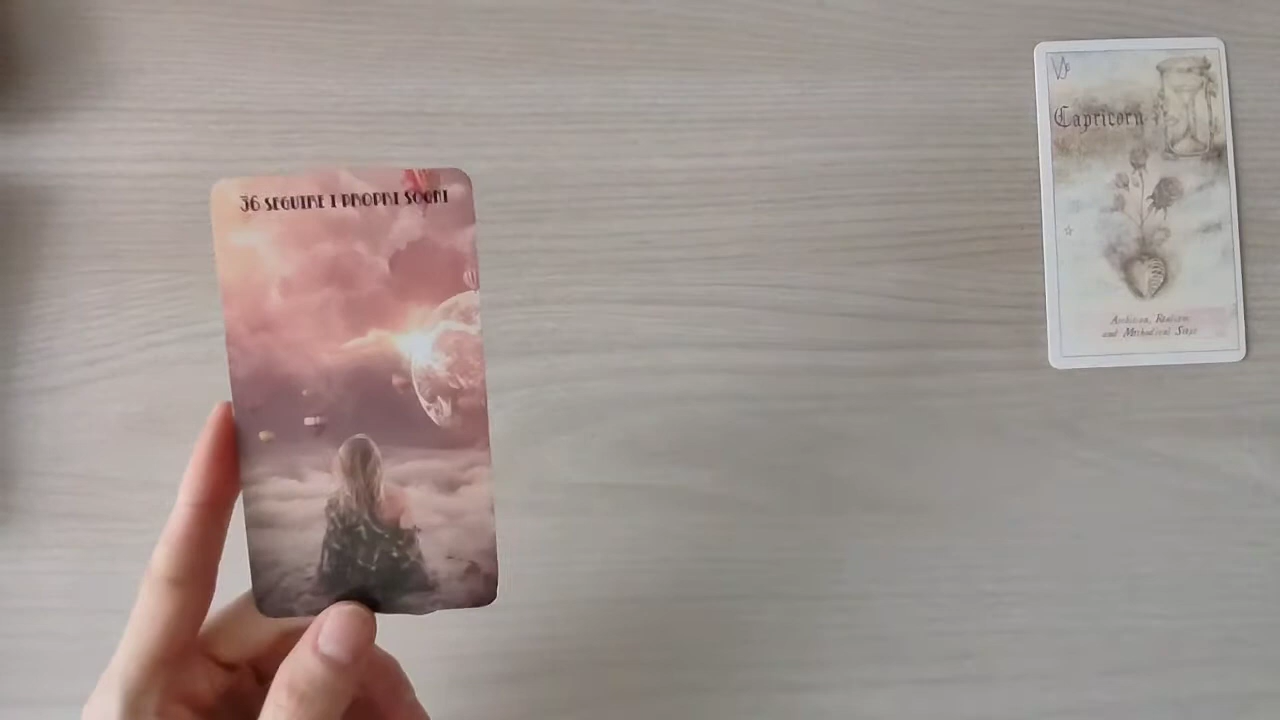 36 SEGUIRE I PROPRI SOGNI
Capricorn
Ambition, Realism
and Methodical Steps